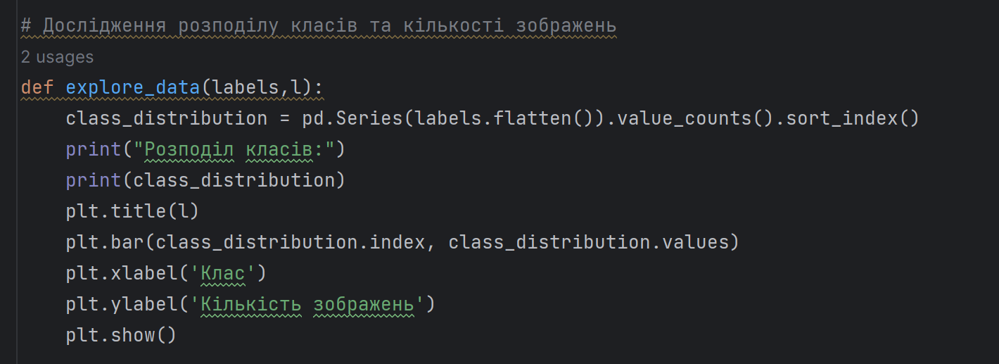 # Дослідження розподілу класів та кількості зображень
2 usages
def explore_data(labels,l):
    class_distribution = pd.Series(labels.flatten()).value_counts().sort_index()
    print("Розподіл класів:")
    print(class_distribution)
    plt.title(l)
    plt.bar(class_distribution.index, class_distribution.values)
    plt.xlabel('Клас')
    plt.ylabel('Кількість зображень')
    plt.show()